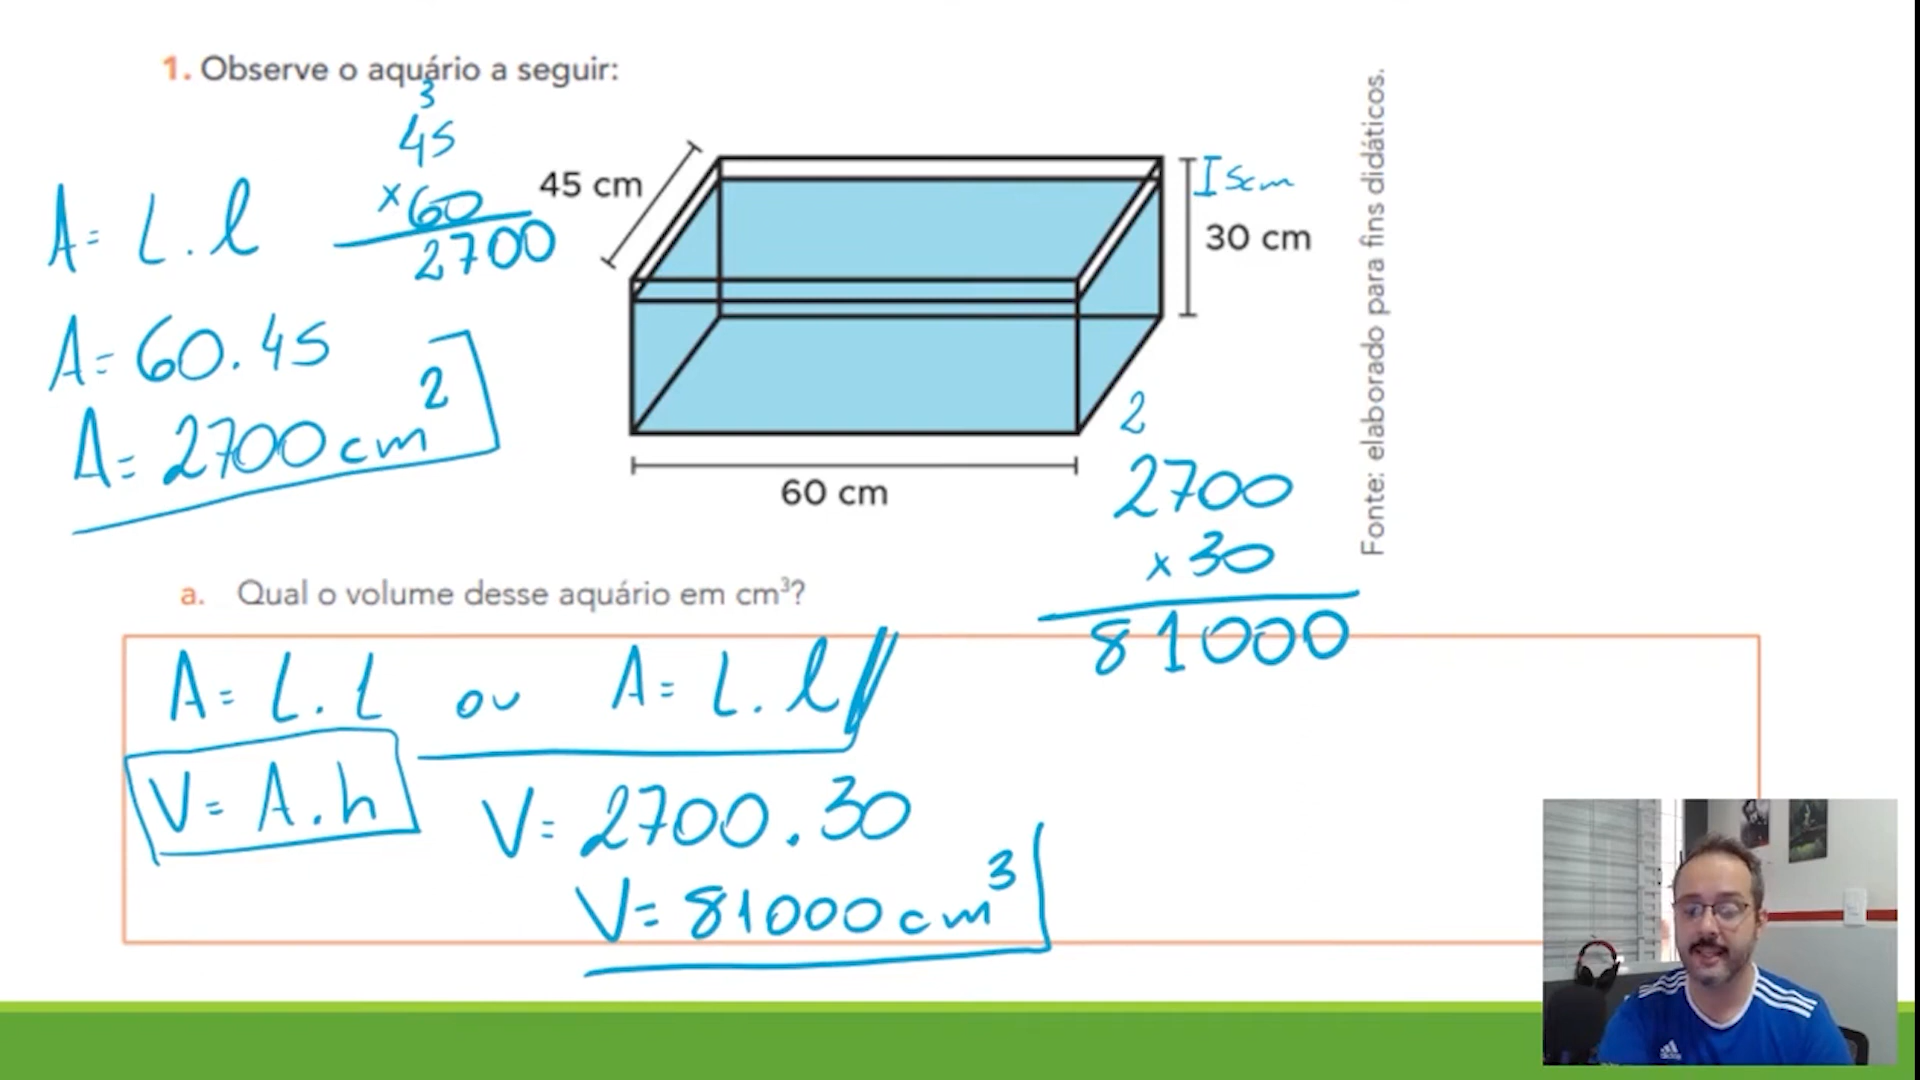 1. Observe o aquário a seguir:
3
45
x60
2700
A= L.l
A= 60.45
A= 2700 cm²
45 cm
5cm
30 cm
60 cm
Fonte: elaborado para fins didáticos.
2
2700
x 30
81000
a. Qual o volume desse aquário em cm³?
A= L.L ou A= L.l
V= A.h
V= 2700.30
V= 81000 cm³
adidas